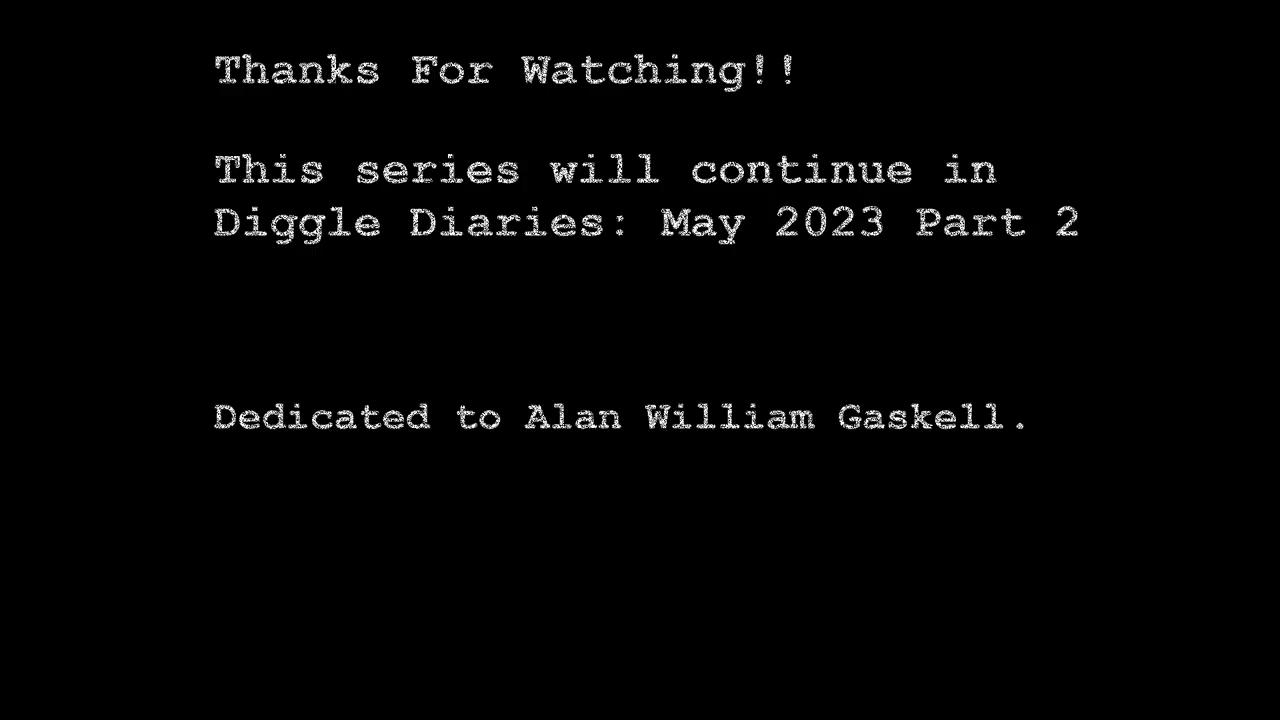 Thanks For Watching!!
This series will continue in
Diggle Diaries: May 2023 Part 2
Dedicated to Alan William Gaskell.